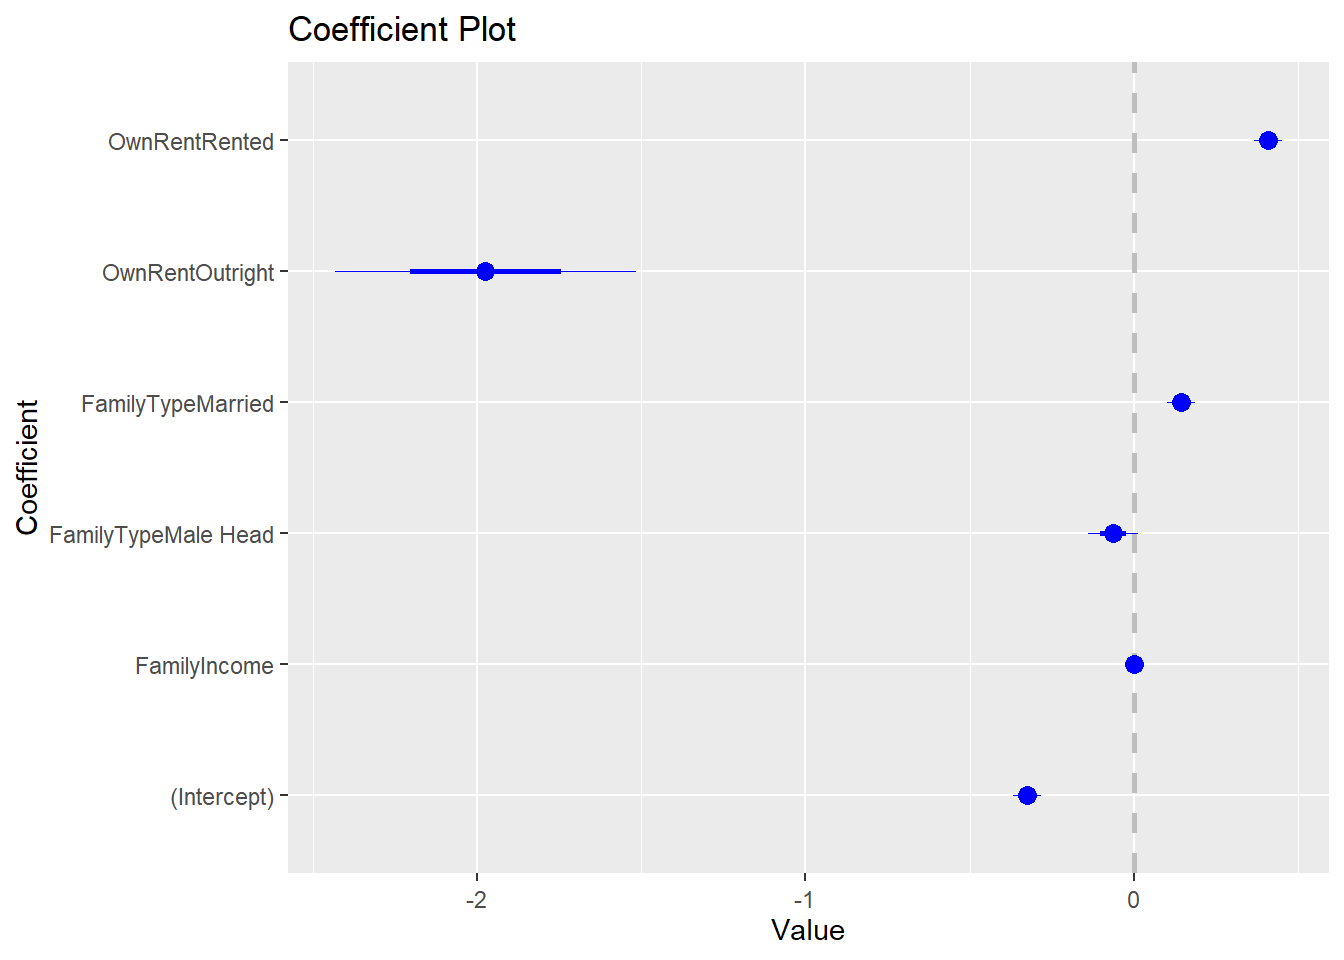 Coefficient Plot
OwnRentRented
OwnRentOutright
FamilyTypeMarried
FamilyTypeMale Head
FamilyIncome
(Intercept)
Coefficient
-2
-1
0
Value